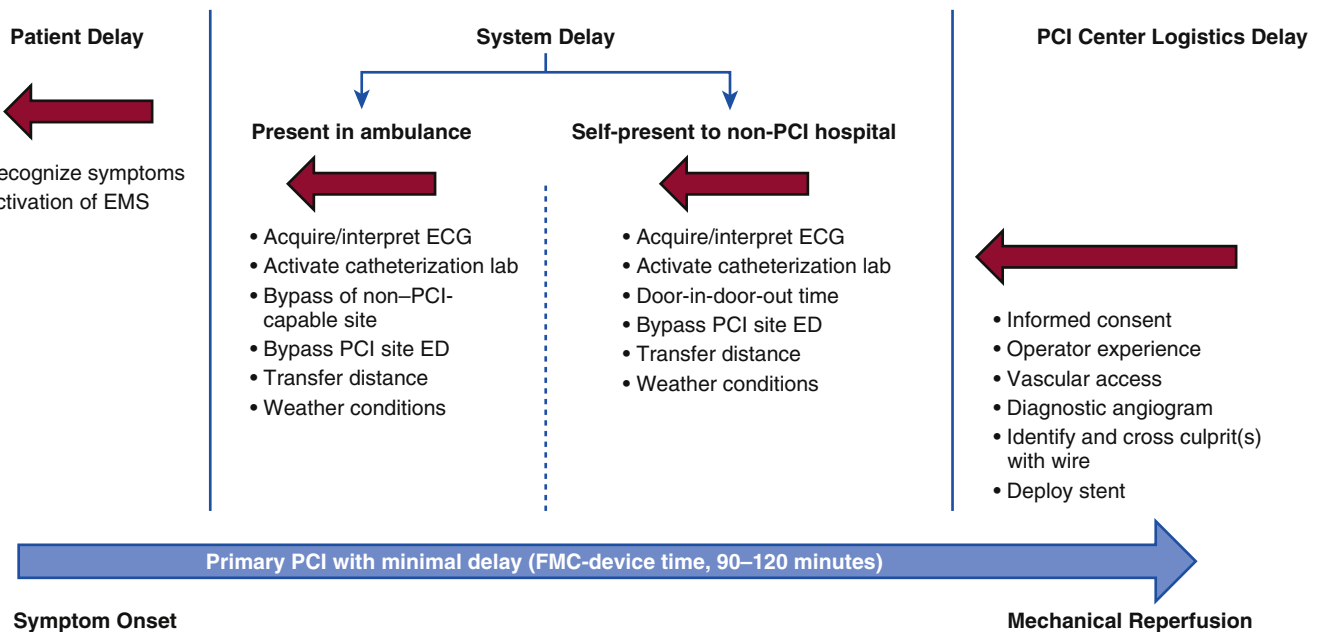 Patient Delay
ecognize symptoms
ctivation of EMS
System Delay
Present in ambulance
• Acquire/interpret ECG
• Activate catheterization lab
• Bypass of non–PCI-
capable site
• Bypass PCI site ED
• Transfer distance
• Weather conditions
Self-present to non-PCI hospital
• Acquire/interpret ECG
• Activate catheterization lab
• Door-in-door-out time
• Bypass PCI site ED
• Transfer distance
• Weather conditions
PCI Center Logistics Delay
• Informed consent
• Operator experience
• Vascular access
• Diagnostic angiogram
• Identify and cross culprit(s)
with wire
• Deploy stent
Primary PCI with minimal delay (FMC-device time, 90–120 minutes)
Symptom Onset
Mechanical Reperfusion